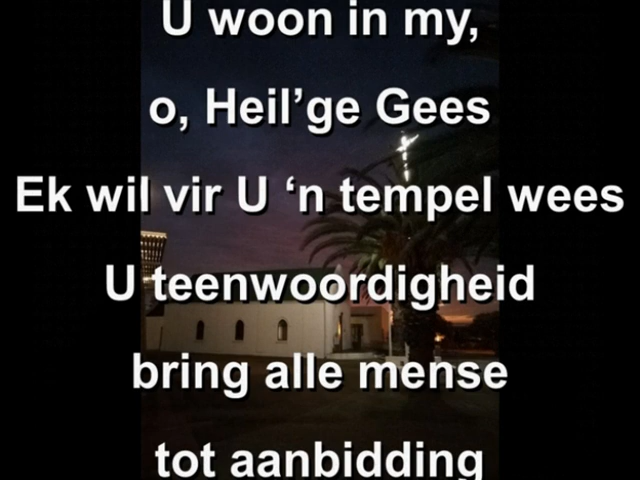 U woon in my,
o, Heil’ge Gees
Ek wil vir U ‘n tempel wees
U teenwoordigheid
bring alle mense
tot aanbidding